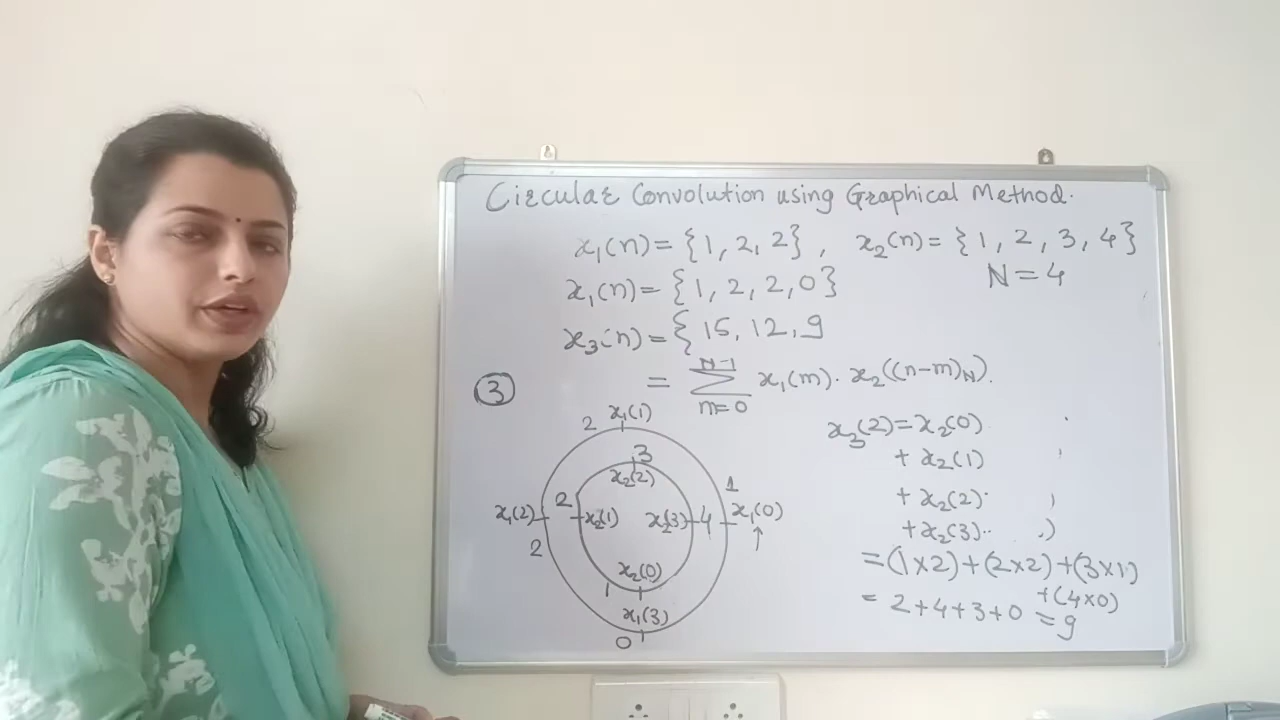 Circular Convolution using Graphical Method.
x₁(n) = {1, 2, 2} , x₂(n) = {1, 2, 3, 4}
x₁(n) = {1, 2, 2, 0} N = 4
x₃(n) = { 15, 12, 9
= N-1 Σ m=0 x₁(m) · x₂((n-m)N).
3
2 x₁(1)
3
x₂(2)
x₁(2) 2 x₂(1) x₂(3) 4 1 x₁(0)
2 ↑
x₂(0)
1
x₁(3)
0
x₃(2) = x₂(0)
+ x₂(1)
+ x₂(2)
+ x₂(3)
= (1×2) + (2×2) + (3×1)
+ (4×0)
= 2+4+3+0 = 9